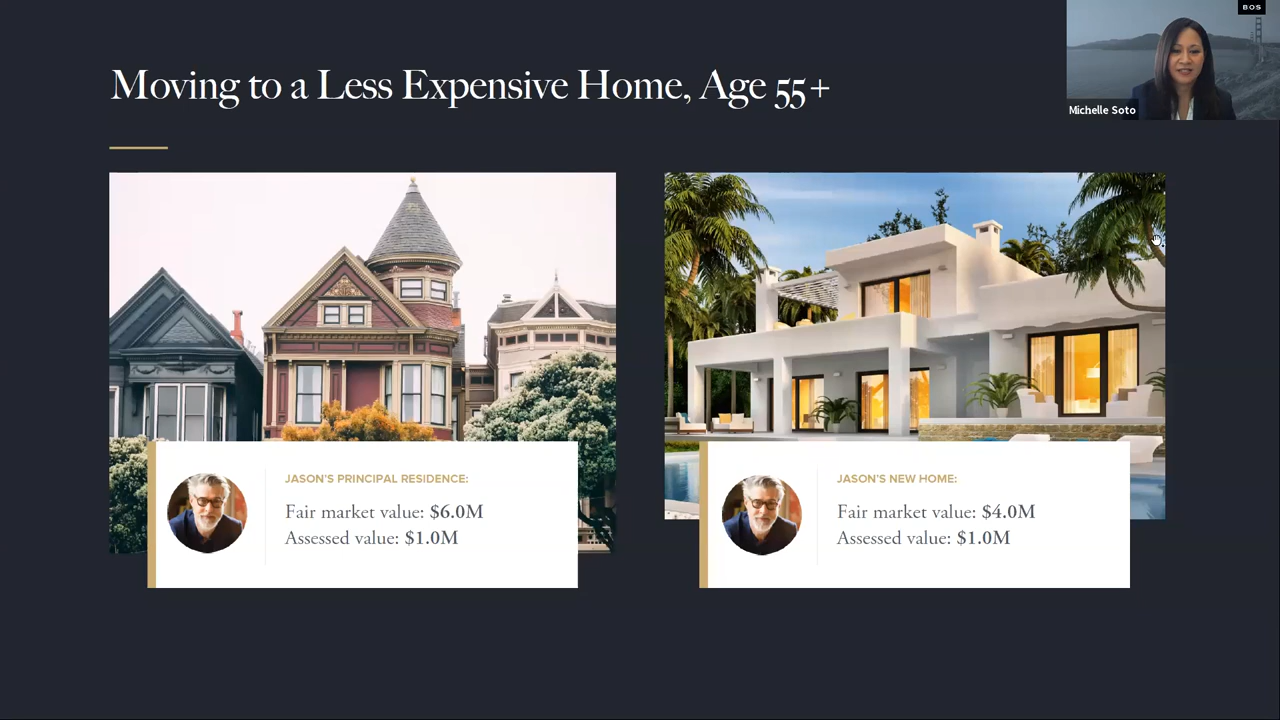 BOS
Moving to a Less Expensive Home, Age 55+
Michelle Soto
JASON'S PRINCIPAL RESIDENCE:
Fair market value: $6.0M
Assessed value: $1.0M
JASON'S NEW HOME:
Fair market value: $4.0M
Assessed value: $1.0M